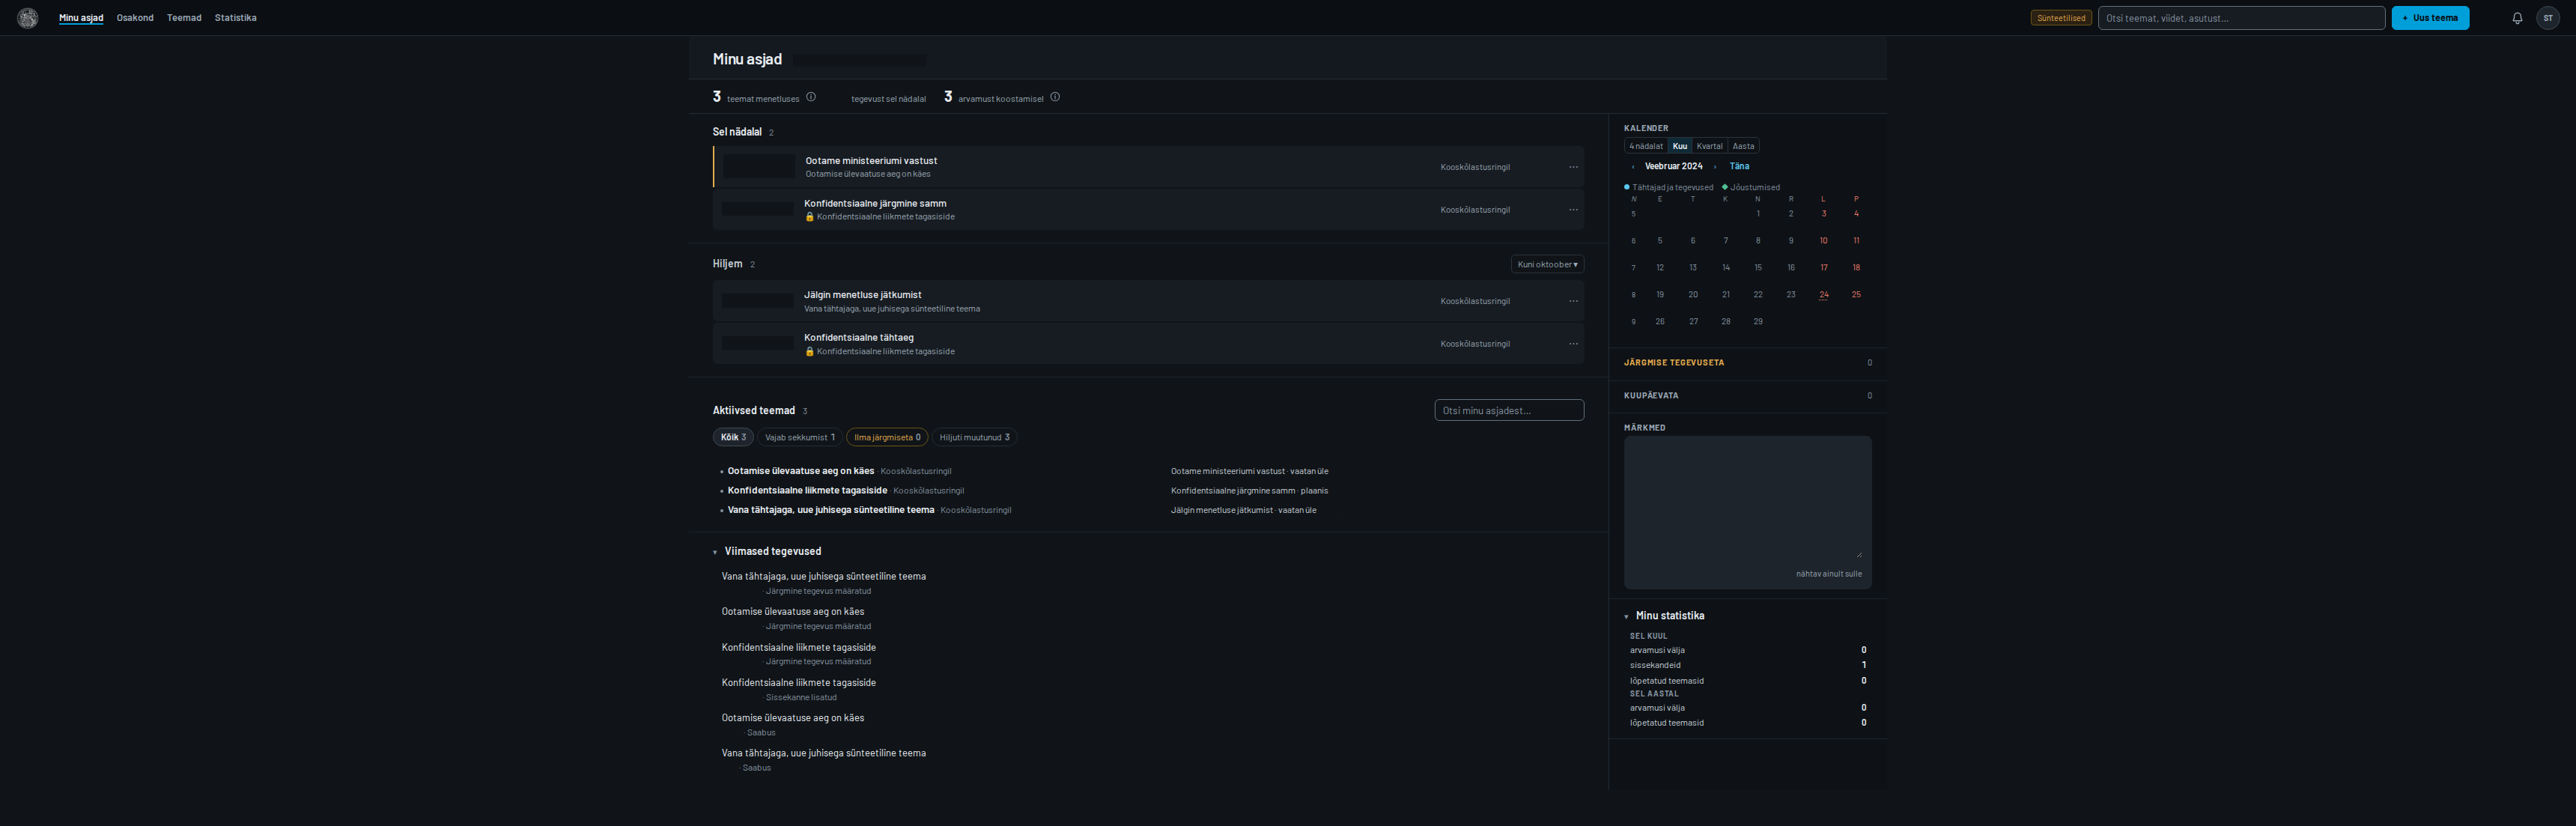 Minu asjad Osakond Teemad Statistika Sünteetilised Otsi teemat, viidet, asutust... + Uus teema ST
Minu asjad
3 teemat menetluses tegevust sel nädalal 3 arvamust koostamisel
Sel nädalal 2
Ootame ministeeriumi vastust
Ootamise ülevaatuse aeg on käes
Kooskõlastusringil ...
Konfidentsiaalne järgmine samm
🔒 Konfidentsiaalne liikmete tagasiside
Kooskõlastusringil ...
Hiljem 2 Kuni oktoober ▾
Jälgin menetluse jätkumist
Vana tähtajaga, uue juhisega sünteetiline teema
Kooskõlastusringil ...
Konfidentsiaalne tähtaeg
🔒 Konfidentsiaalne liikmete tagasiside
Kooskõlastusringil ...
Aktiivsed teemad 3 Otsi minu asjadest...
Kõik 3 Vajab sekkumist 1 Ilma järgmiseta 0 Hiljuti muutunud 3
Ootamise ülevaatuse aeg on käes · Kooskõlastusringil Ootame ministeeriumi vastust · vaatan üle
Konfidentsiaalne liikmete tagasiside · Kooskõlastusringil Konfidentsiaalne järgmine samm · plaanis
Vana tähtajaga, uue juhisega sünteetiline teema · Kooskõlastusringil Jälgin menetluse jätkumist · vaatan üle
▾ Viimased tegevused
Vana tähtajaga, uue juhisega sünteetiline teema
· Järgmine tegevus määratud
Ootamise ülevaatuse aeg on käes
· Järgmine tegevus määratud
Konfidentsiaalne liikmete tagasiside
· Järgmine tegevus määratud
Konfidentsiaalne liikmete tagasiside
· Sissekanne lisatud
Ootamise ülevaatuse aeg on käes
· Saabus
Vana tähtajaga, uue juhisega sünteetiline teema
· Saabus
KALENDER
4 nädalat Kuu Kvartal Aasta
‹ Veebruar 2024 › Täna
Tähtajad ja tegevused Jõustumised
N E T K N R L P
5 1 2 3 4
6 5 6 7 8 9 10 11
7 12 13 14 15 16 17 18
8 19 20 21 22 23 24 25
9 26 27 28 29
JÄRGMISE TEGEVUSETA 0
KUUPÄEVATA 0
MÄRKMED
nähtav ainult sulle
▾ Minu statistika
SEL KUUL
arvamusi välja 0
sissekandeid 1
lõpetatud teemasid 0
SEL AASTAL
arvamusi välja 0
lõpetatud teemasid 0